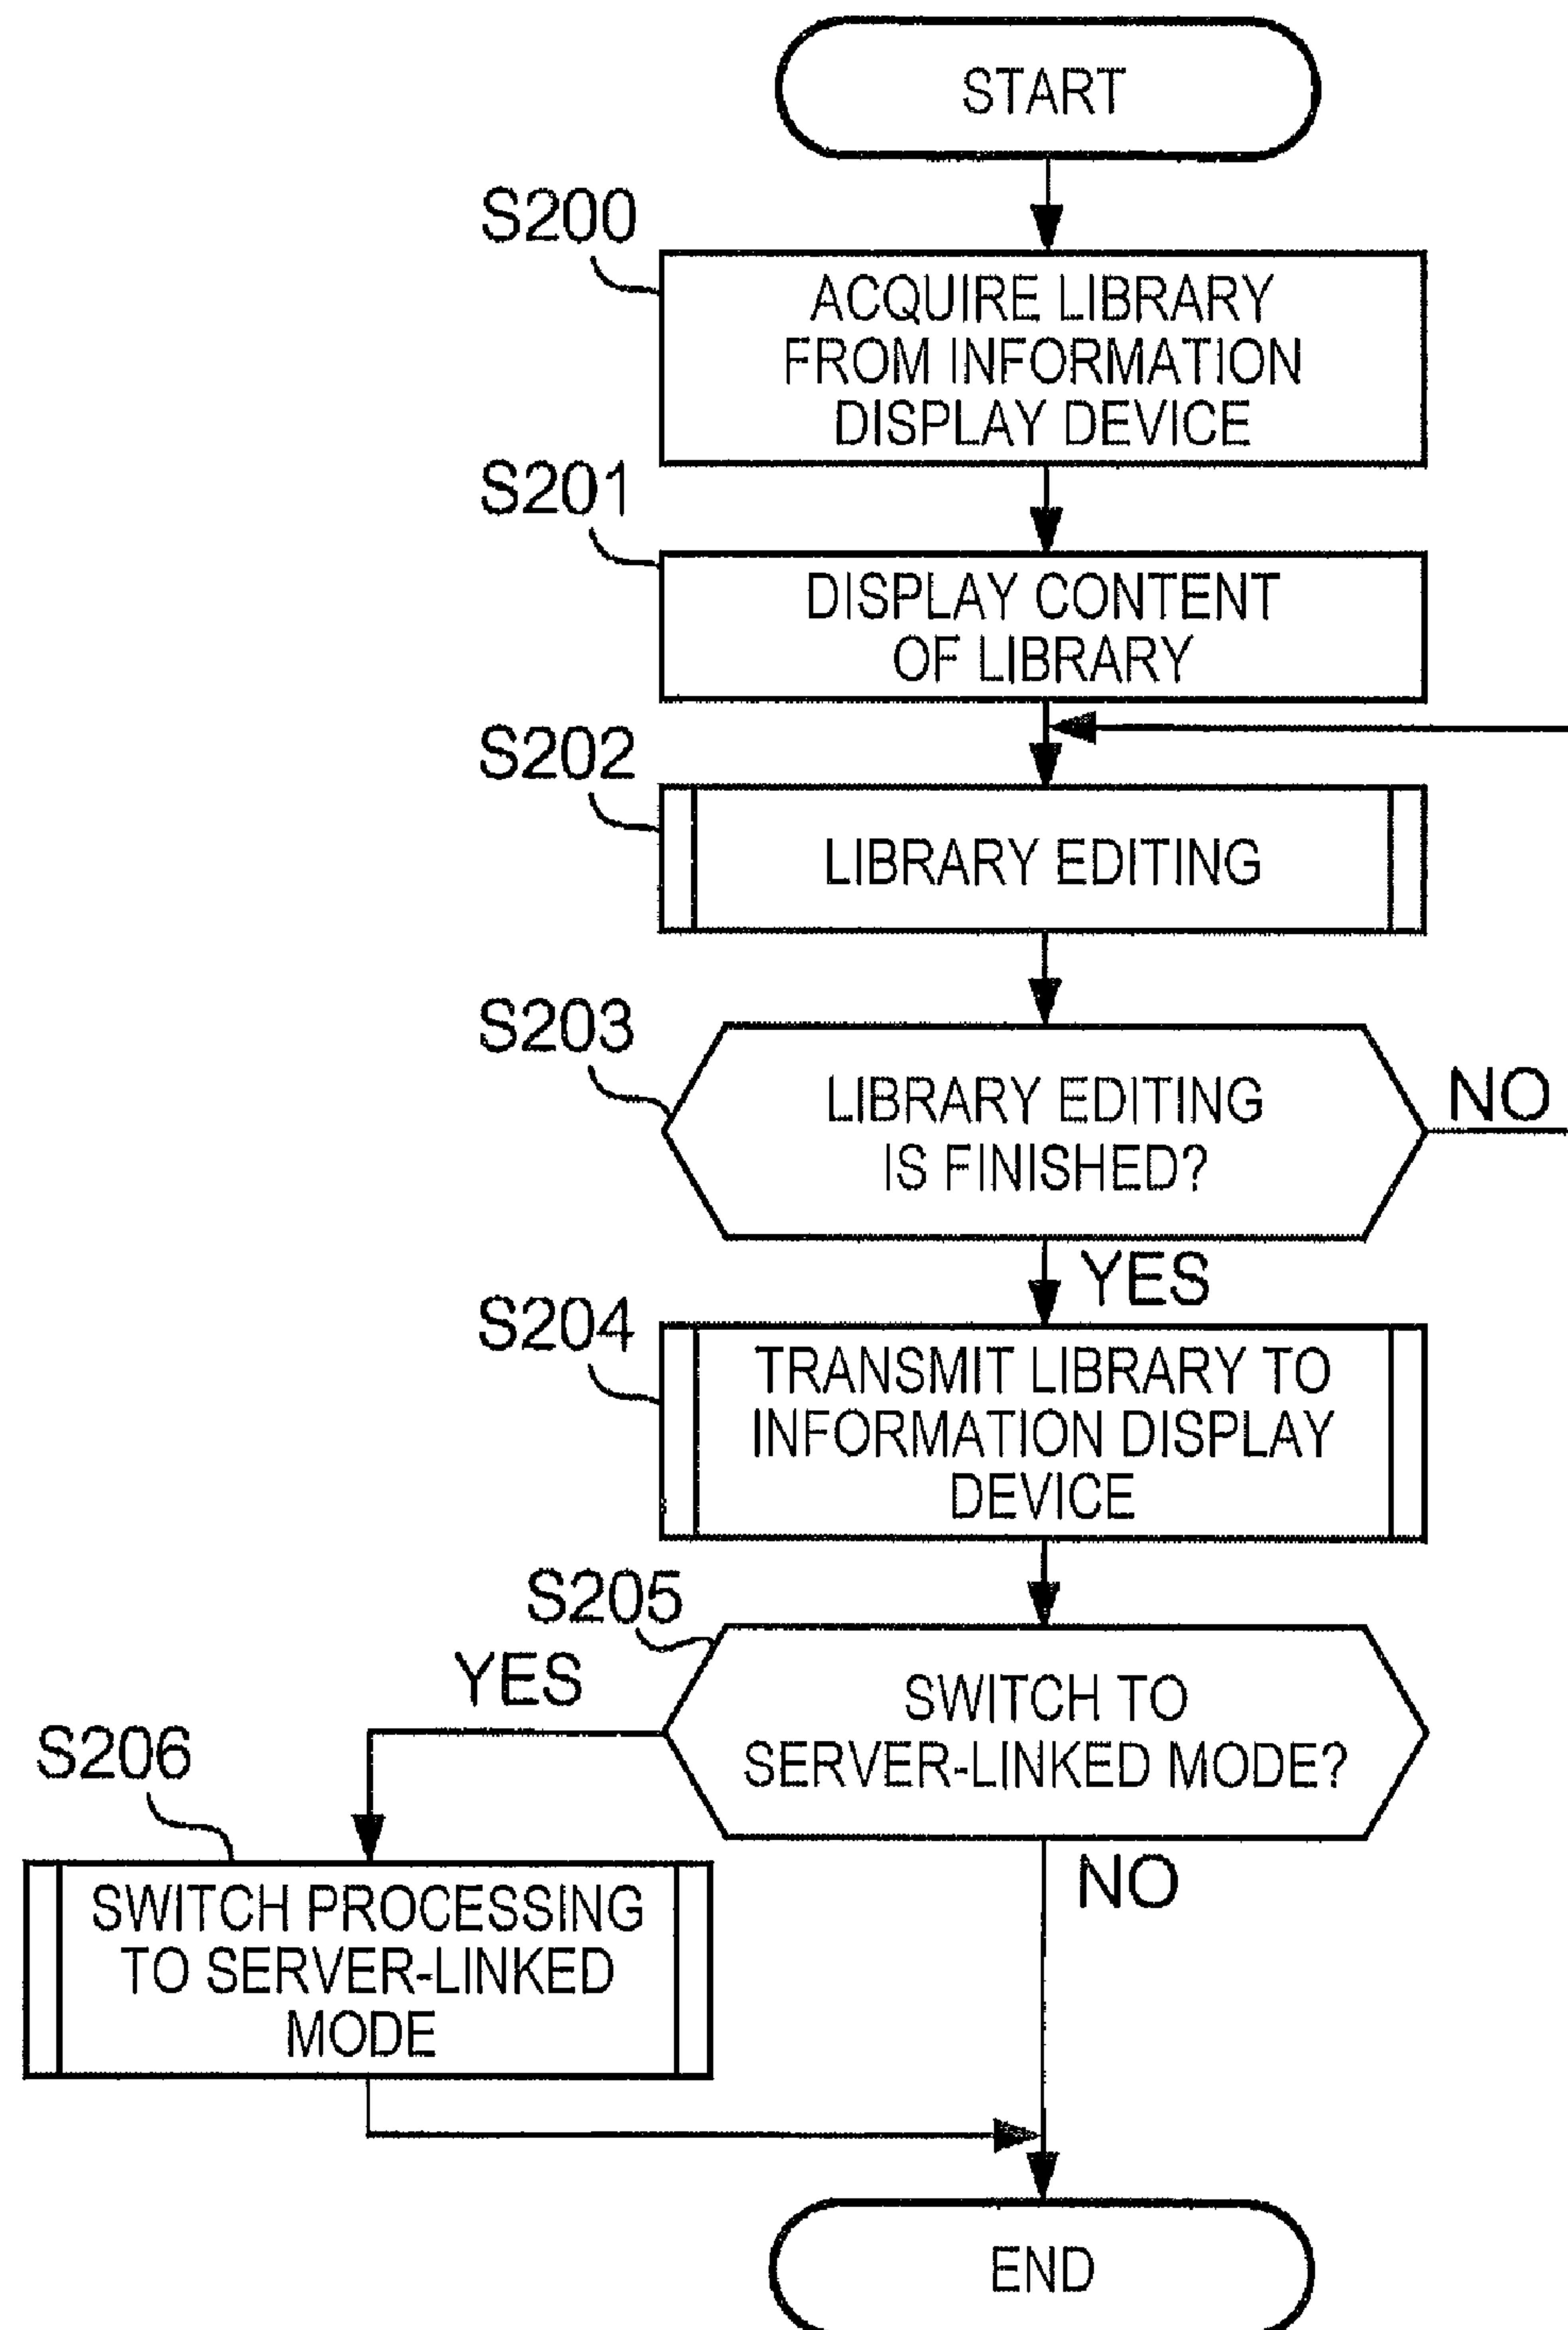 START
S200
ACQUIRE LIBRARY
FROM INFORMATION
DISPLAY DEVICE
S201
DISPLAY CONTENT
OF LIBRARY
S202
LIBRARY EDITING
S203
LIBRARY EDITING
IS FINISHED?
NO
YES
S204
TRANSMIT LIBRARY TO
INFORMATION DISPLAY
DEVICE
S205
SWITCH TO
SERVER-LINKED MODE?
YES
NO
S206
SWITCH PROCESSING
TO SERVER-LINKED
MODE
END